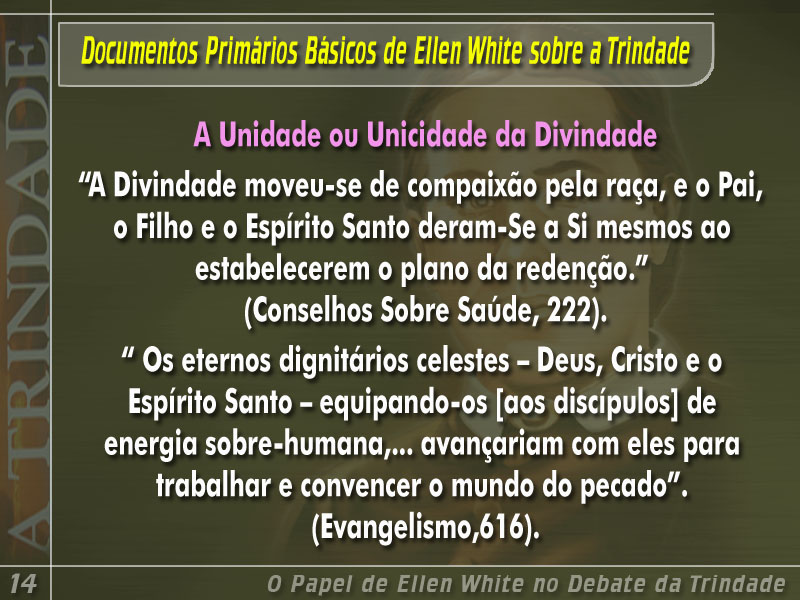 Documentos Primários Básicos de Ellen White sobre a Trindade
A TRINDADE
A Unidade ou Unicidade da Divindade
“A Divindade moveu-se de compaixão pela raça, e o Pai,
o Filho e o Espírito Santo deram-Se a Si mesmos ao
estabelecerem o plano da redenção.”
(Conselhos Sobre Saúde, 222).
“ Os eternos dignitários celestes – Deus, Cristo e o
Espírito Santo – equipando-os [aos discípulos] de
energia sobre-humana,... avançariam com eles para
trabalhar e convencer o mundo do pecado”.
(Evangelismo,616).
14
O Papel de Ellen White no Debate da Trindade